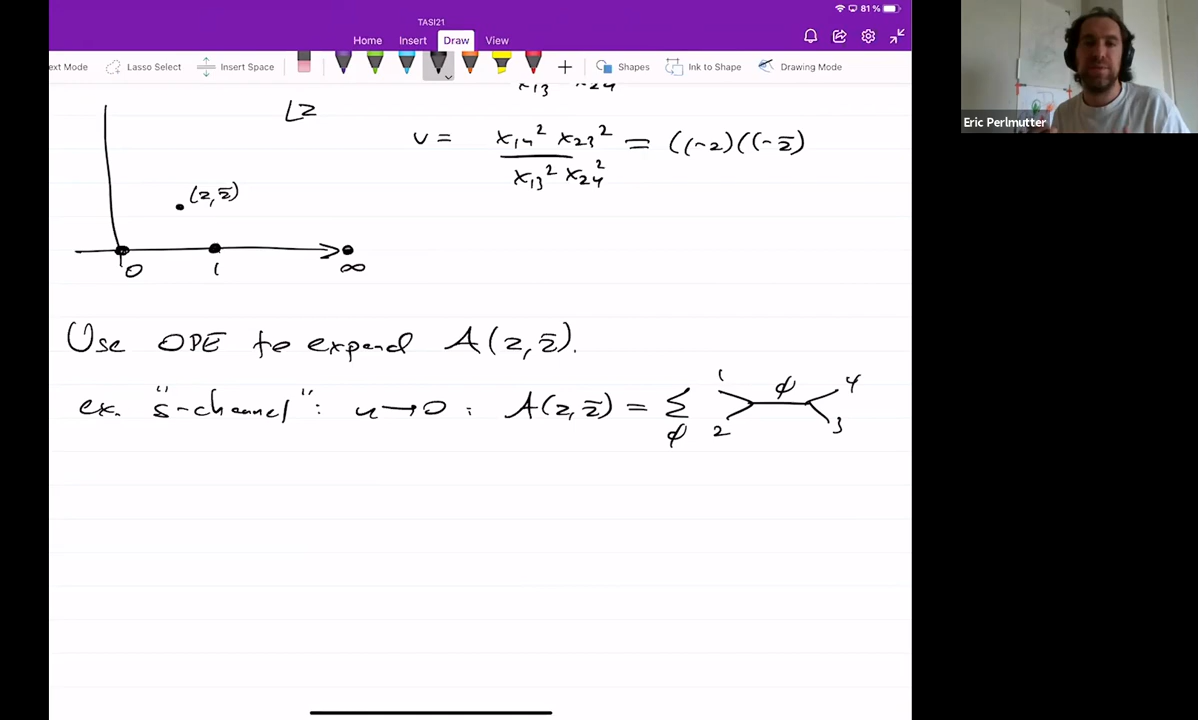 81 %
TASI21
Home Insert Draw View
ext Mode Lasso Select Insert Space Shapes Ink to Shape Drawing Mode
Eric Perlmutter
x₁₃² x₂₄²
z
v = x₁₄² x₂₃² / x₁₃² x₂₄² = (1-z)(1-z̄)
(z, z̄)
0 1 ∞
Use OPE to expand A(z, z̄).
ex. "s-channel": u → 0 : A(z, z̄) = Σ_ϕ 1 2 ϕ 4 3